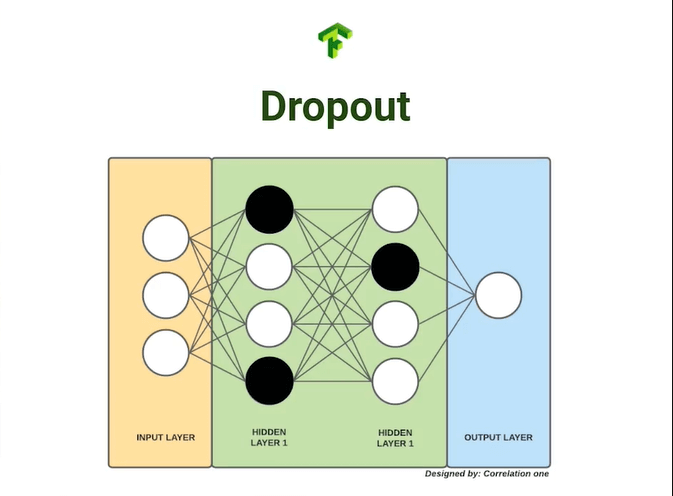 Dropout
INPUT LAYER
HIDDEN
LAYER 1
HIDDEN
LAYER 1
OUTPUT LAYER
Designed by: Correlation one